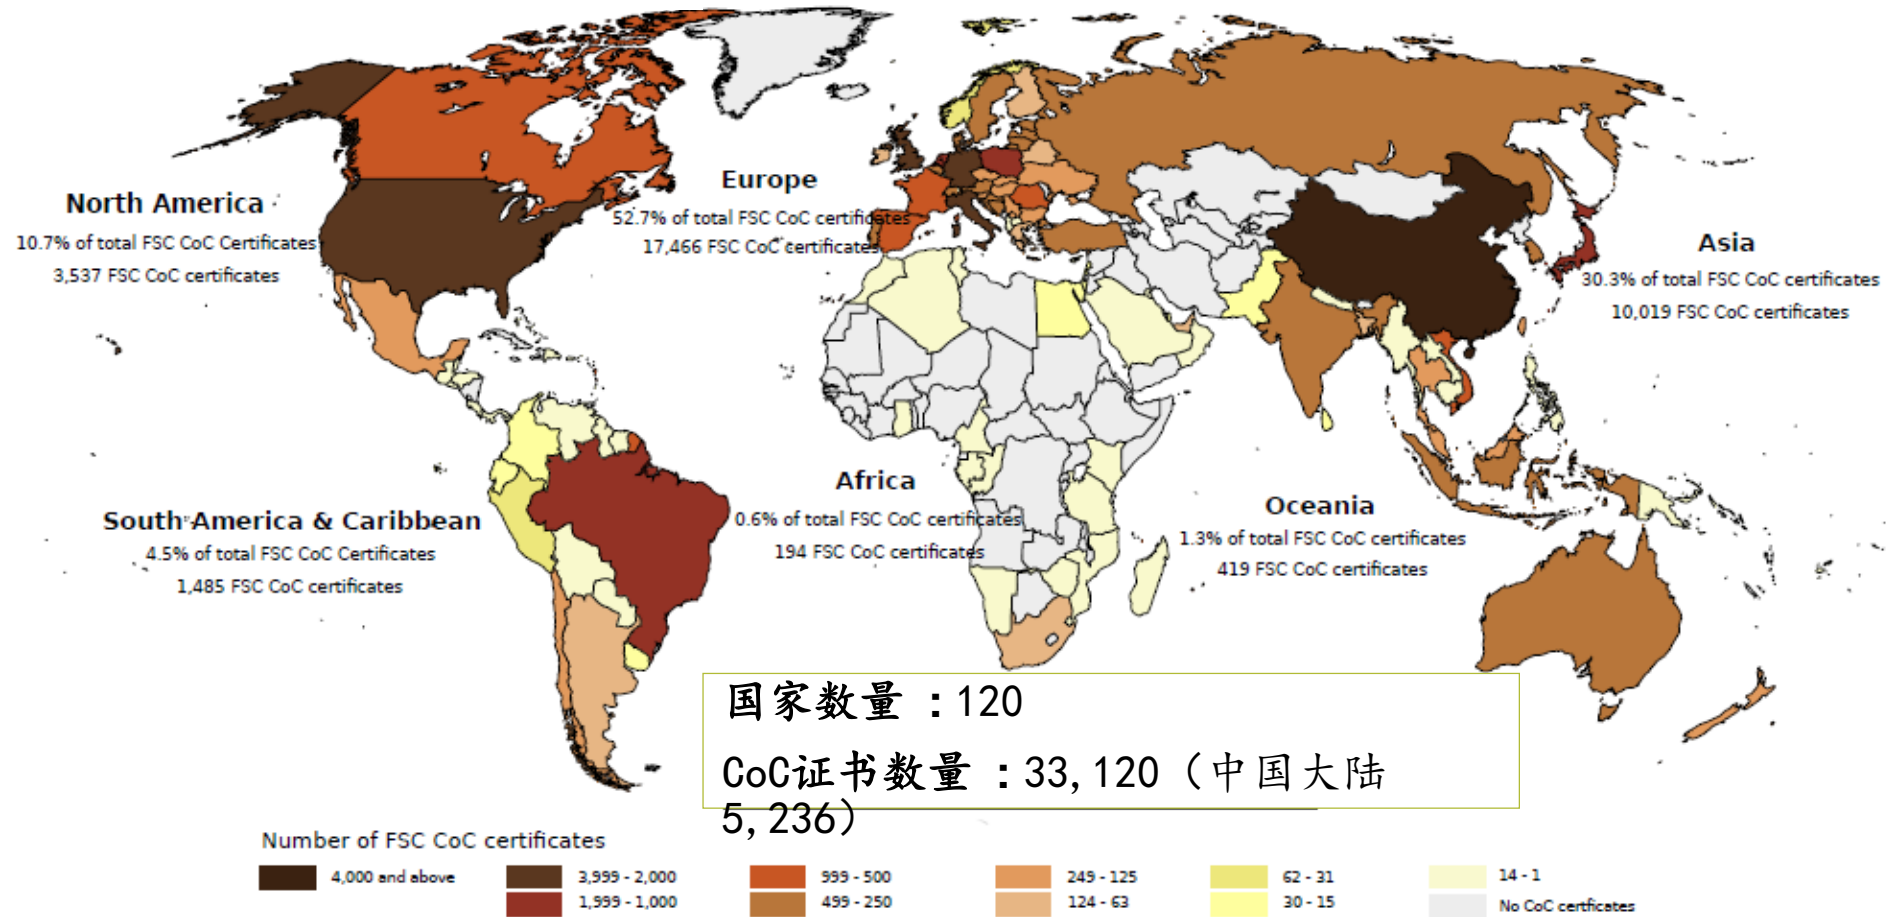 Europe
52.7% of total FSC CoC certificates
17,466 FSC CoC certificates
North America
10.7% of total FSC CoC Certificates
3,537 FSC CoC certificates
Asia
30.3% of total FSC CoC certificates
10,019 FSC CoC certificates
South America & Caribbean
4.5% of total FSC CoC Certificates
1,485 FSC CoC certificates
Africa
0.6% of total FSC CoC certificates
194 FSC CoC certificates
Oceania
1.3% of total FSC CoC certificates
419 FSC CoC certificates
国家数量：120
CoC证书数量：33,120（中国大陆
5,236）
Number of FSC CoC certificates
4,000 and above
3,999 - 2,000
999 - 500
249 - 125
62 - 31
14 - 1
1,999 - 1,000
499 - 250
124 - 63
30 - 15
No CoC certficates